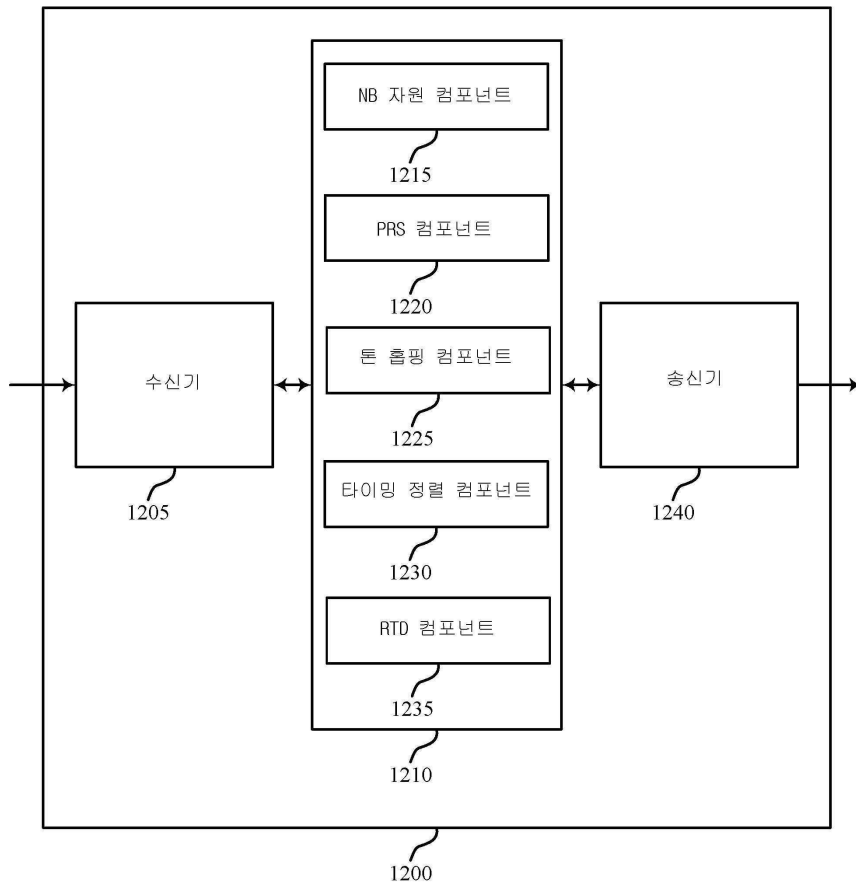 NB 자원 컴포넌트
1215
PRS 컴포넌트
1220
톤 홉핑 컴포넌트
1225
수신기
1205
송신기
1240
타이밍 정렬 컴포넌트
1230
RTD 컴포넌트
1235
1210
1200